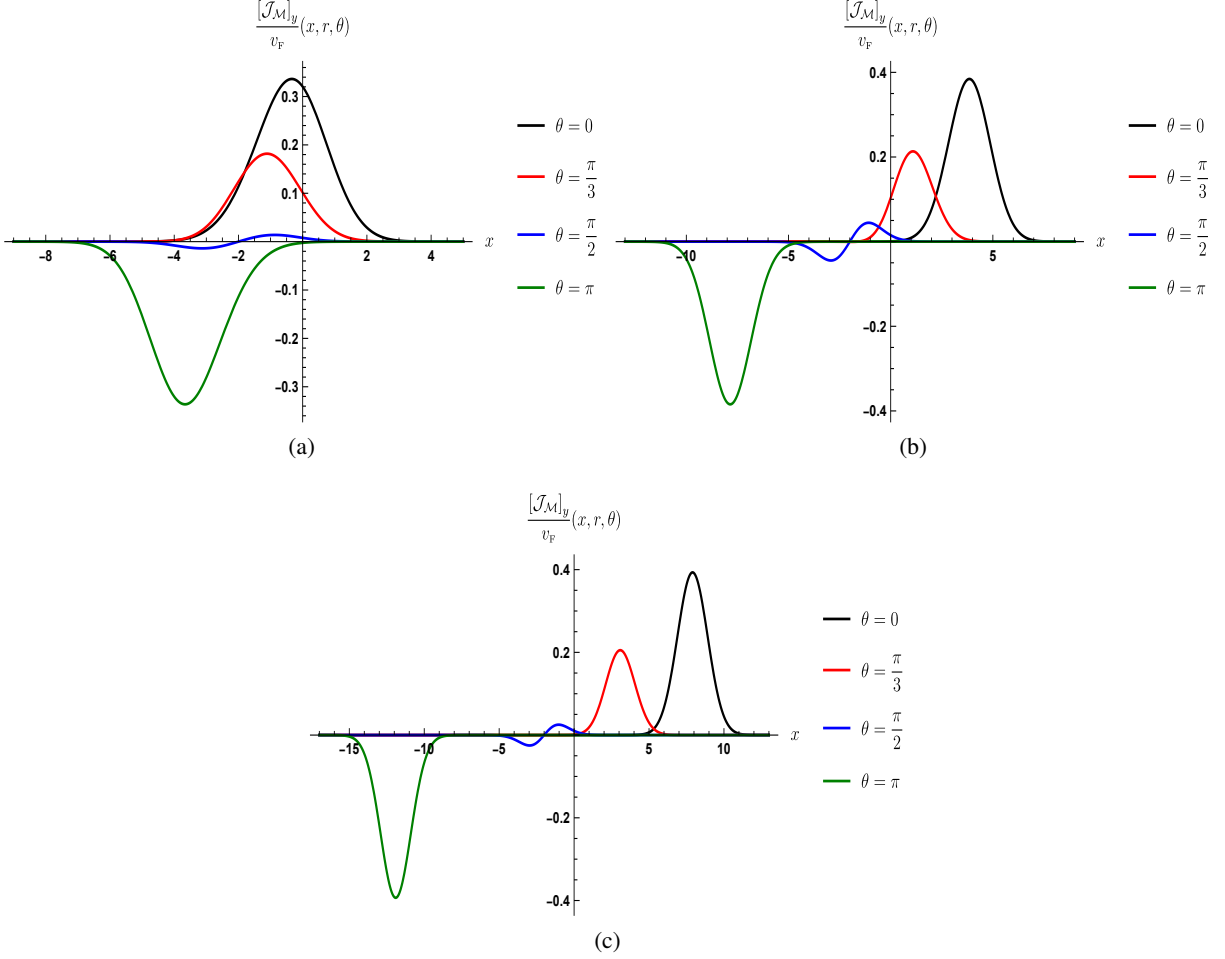 [𝒥_ℳ]_y / v_F (x, r, θ)
0.3
0.2
0.1
−0.1
−0.2
−0.3
−8 −6 −4 −2 2 4 x
θ = 0
θ = π/3
θ = π/2
θ = π
(a)
[𝒥_ℳ]_y / v_F (x, r, θ)
0.4
0.2
−0.2
−0.4
−10 −5 5 x
θ = 0
θ = π/3
θ = π/2
θ = π
(b)
[𝒥_ℳ]_y / v_F (x, r, θ)
0.4
0.2
−0.2
−0.4
−15 −10 −5 5 10 x
θ = 0
θ = π/3
θ = π/2
θ = π
(c)